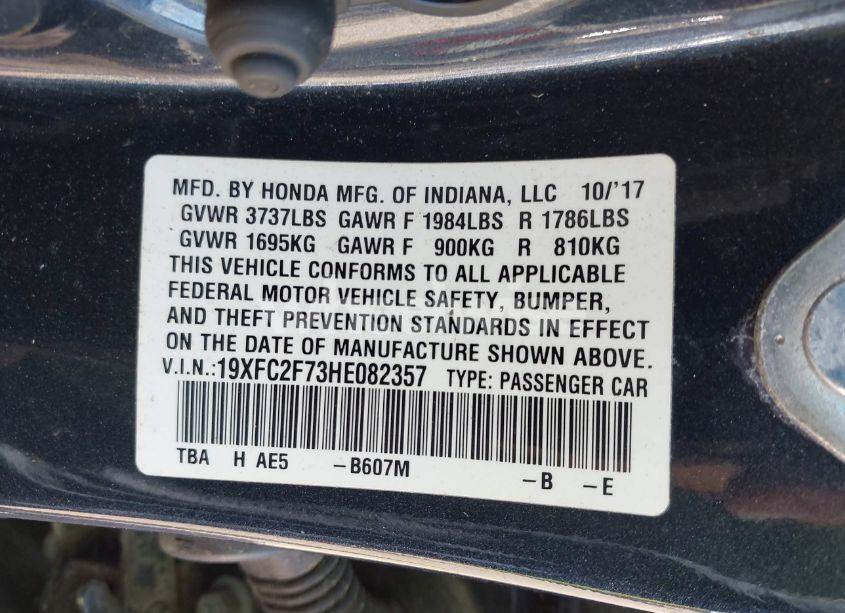 MFD. BY HONDA MFG. OF INDIANA, LLC 10/'17
GVWR 3737LBS GAWR F 1984LBS R 1786LBS
GVWR 1695KG GAWR F 900KG R 810KG
THIS VEHICLE CONFORMS TO ALL APPLICABLE
FEDERAL MOTOR VEHICLE SAFETY, BUMPER,
AND THEFT PREVENTION STANDARDS IN EFFECT
ON THE DATE OF MANUFACTURE SHOWN ABOVE.
V.I.N.:19XFC2F73HE082357 TYPE: PASSENGER CAR
TBA H AE5 -B607M
-B -E